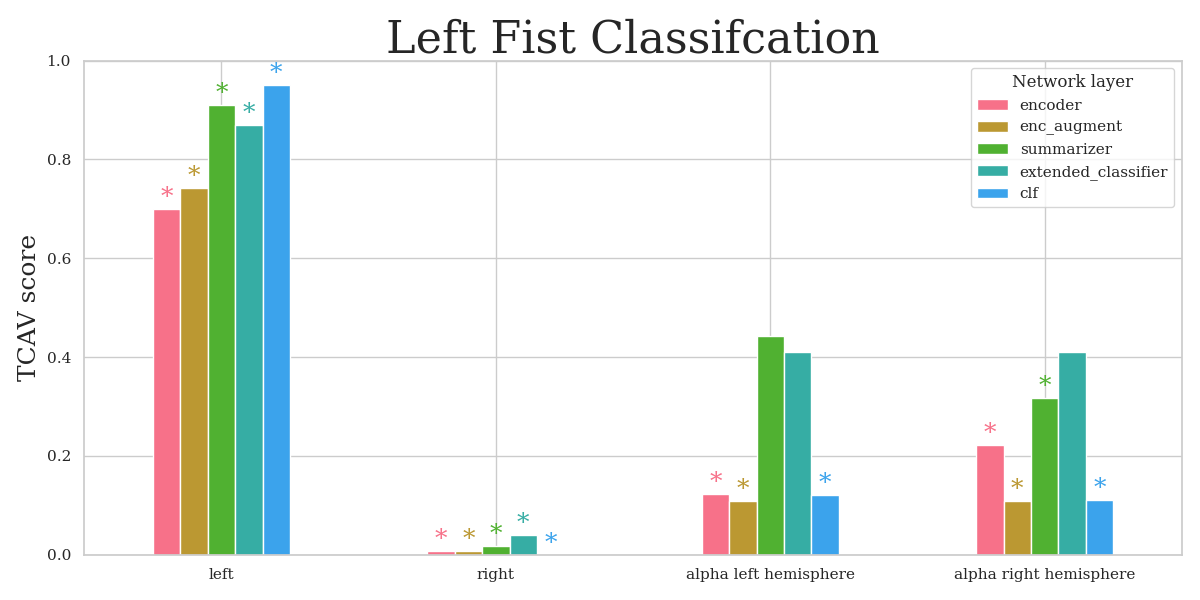 Left Fist Classifcation
TCAV score
1.0
0.8
0.6
0.4
0.2
0.0
* * * * *
* * * * *
* * *
* * * *
left
right
alpha left hemisphere
alpha right hemisphere
Network layer
encoder
enc_augment
summarizer
extended_classifier
clf